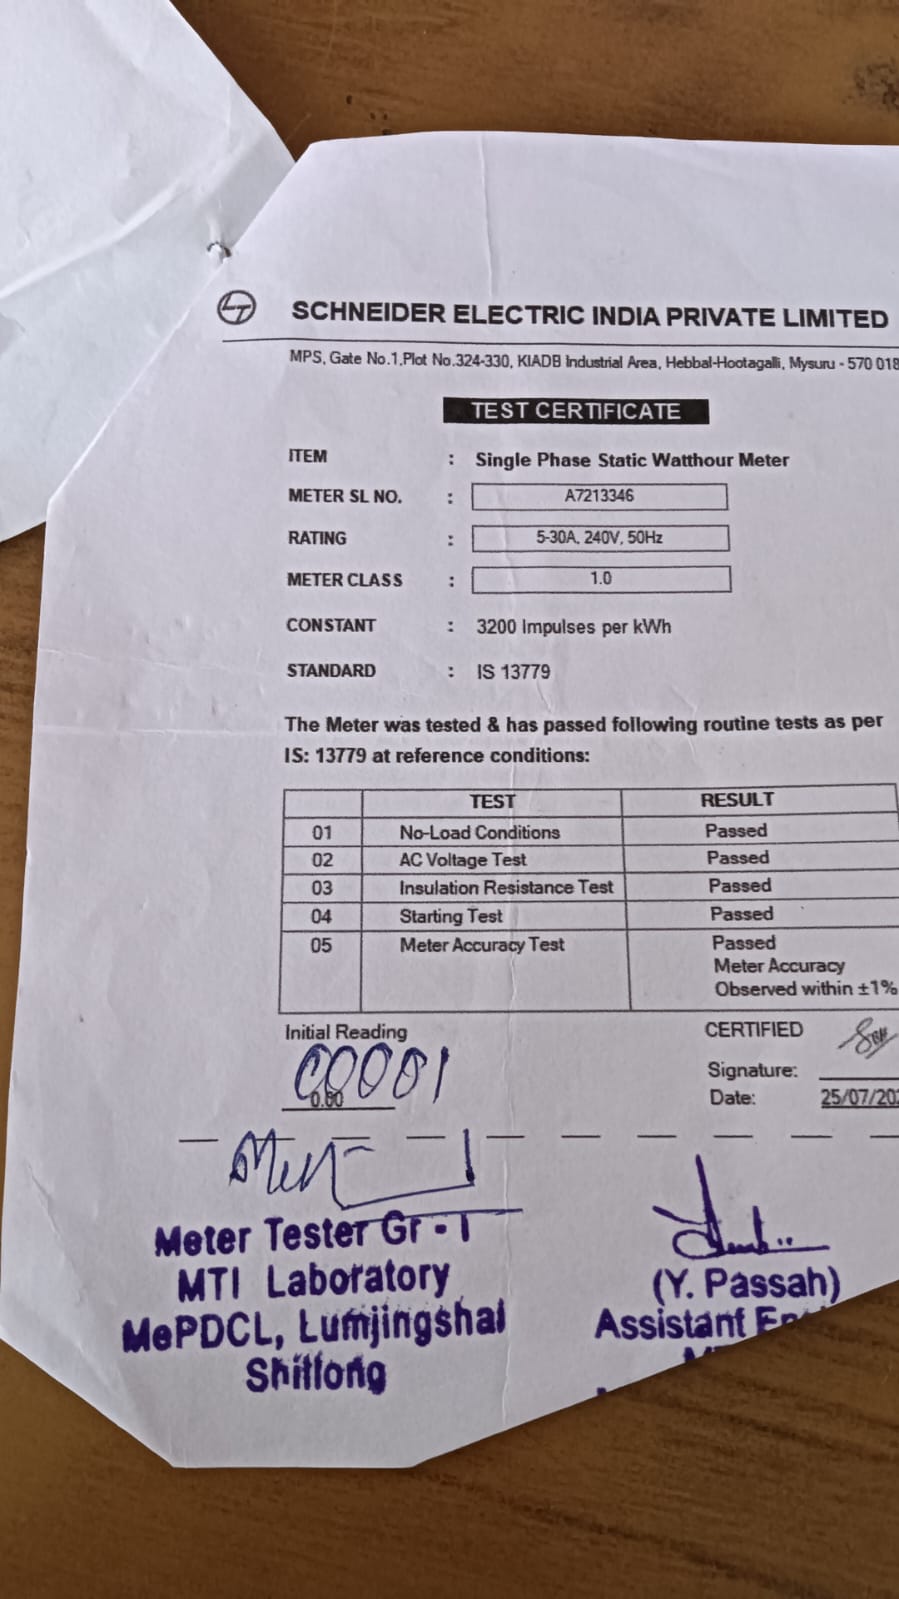 LT SCHNEIDER ELECTRIC INDIA PRIVATE LIMITED
MPS, Gate No.1,Plot No.324-330, KIADB Industrial Area, Hebbal-Hootagalli, Mysuru - 570 018
TEST CERTIFICATE
ITEM : Single Phase Static Watthour Meter
METER SL NO. : A7213346
RATING : 5-30A, 240V, 50Hz
METER CLASS : 1.0
CONSTANT : 3200 Impulses per kWh
STANDARD : IS 13779
The Meter was tested & has passed following routine tests as per
IS: 13779 at reference conditions:
TEST RESULT
01 No-Load Conditions Passed
02 AC Voltage Test Passed
03 Insulation Resistance Test Passed
04 Starting Test Passed
05 Meter Accuracy Test Passed
Meter Accuracy
Observed within ±1%
Initial Reading CERTIFIED
00001
0.00
Signature:
Date: 25/07/202
Meter Tester Gr - I
MTI Laboratory
MePDCL, Lumjingshai
Shillong
(Y. Passah)
Assistant